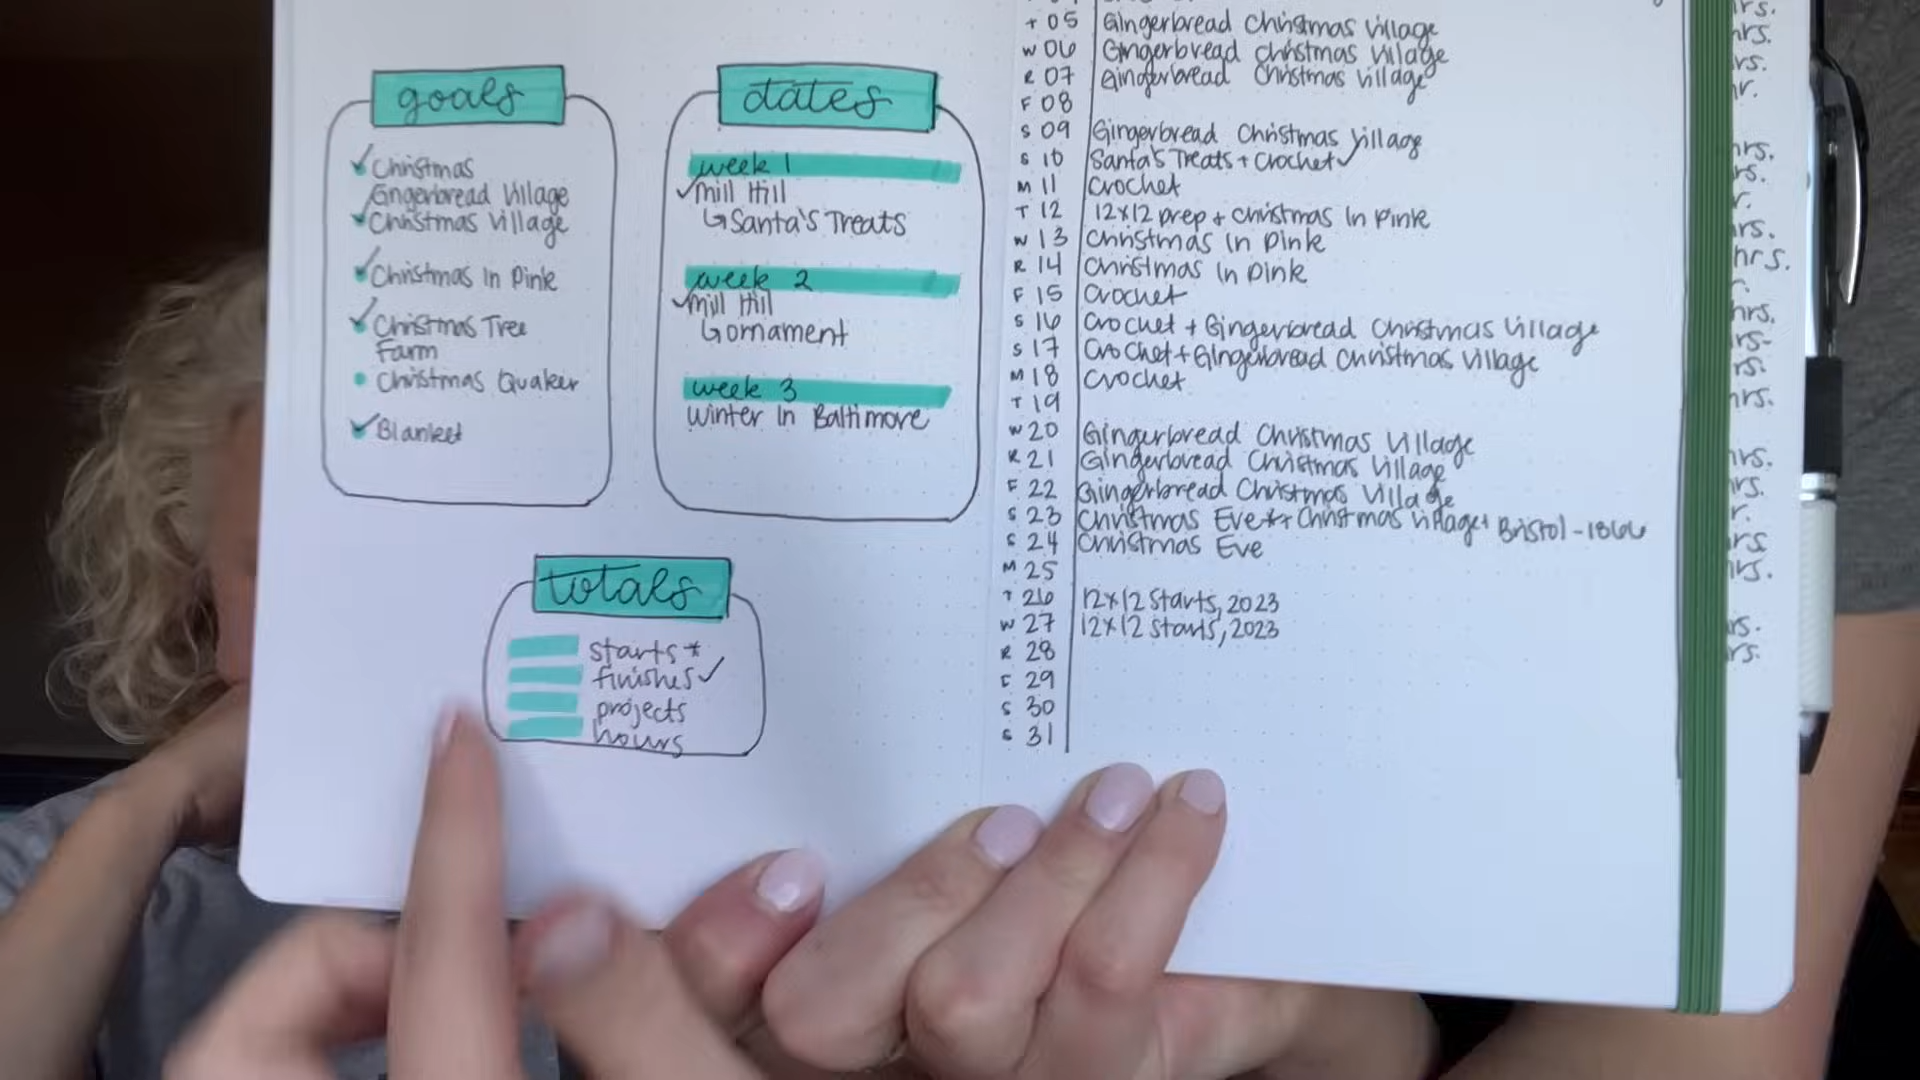 goals
Christmas
Gingerbread Village
Christmas Village
Christmas In Pink
Christmas Tree
Farm
Christmas Quaker
Blanket
dates
week 1
Mill Hill
Santa's Treats
week 2
Mill Hill
ornament
week 3
Winter In Baltimore
totals
starts *
finishes ✓
projects
hours
T 05 Gingerbread Christmas Village
W 06 Gingerbread Christmas Village
R 07 Gingerbread Christmas Village
F 08
S 09 Gingerbread Christmas Village
S 10 Santa's Treats + Crochet ✓
M 11 Crochet
T 12 12x12 prep + Christmas In Pink
W 13 Christmas In Pink
R 14 Christmas In Pink
F 15 Crochet
S 16 Crochet + Gingerbread Christmas Village
S 17 Crochet + Gingerbread Christmas Village
M 18 Crochet
T 19
W 20 Gingerbread Christmas Village
R 21 Gingerbread Christmas Village
F 22 Gingerbread Christmas Village
S 23 Christmas Eve * + Christmas Village + Bristol - 1866
S 24 Christmas Eve
M 25
T 26 12x12 Starts, 2023
W 27 12x12 Starts, 2023
R 28
F 29
S 30
S 31